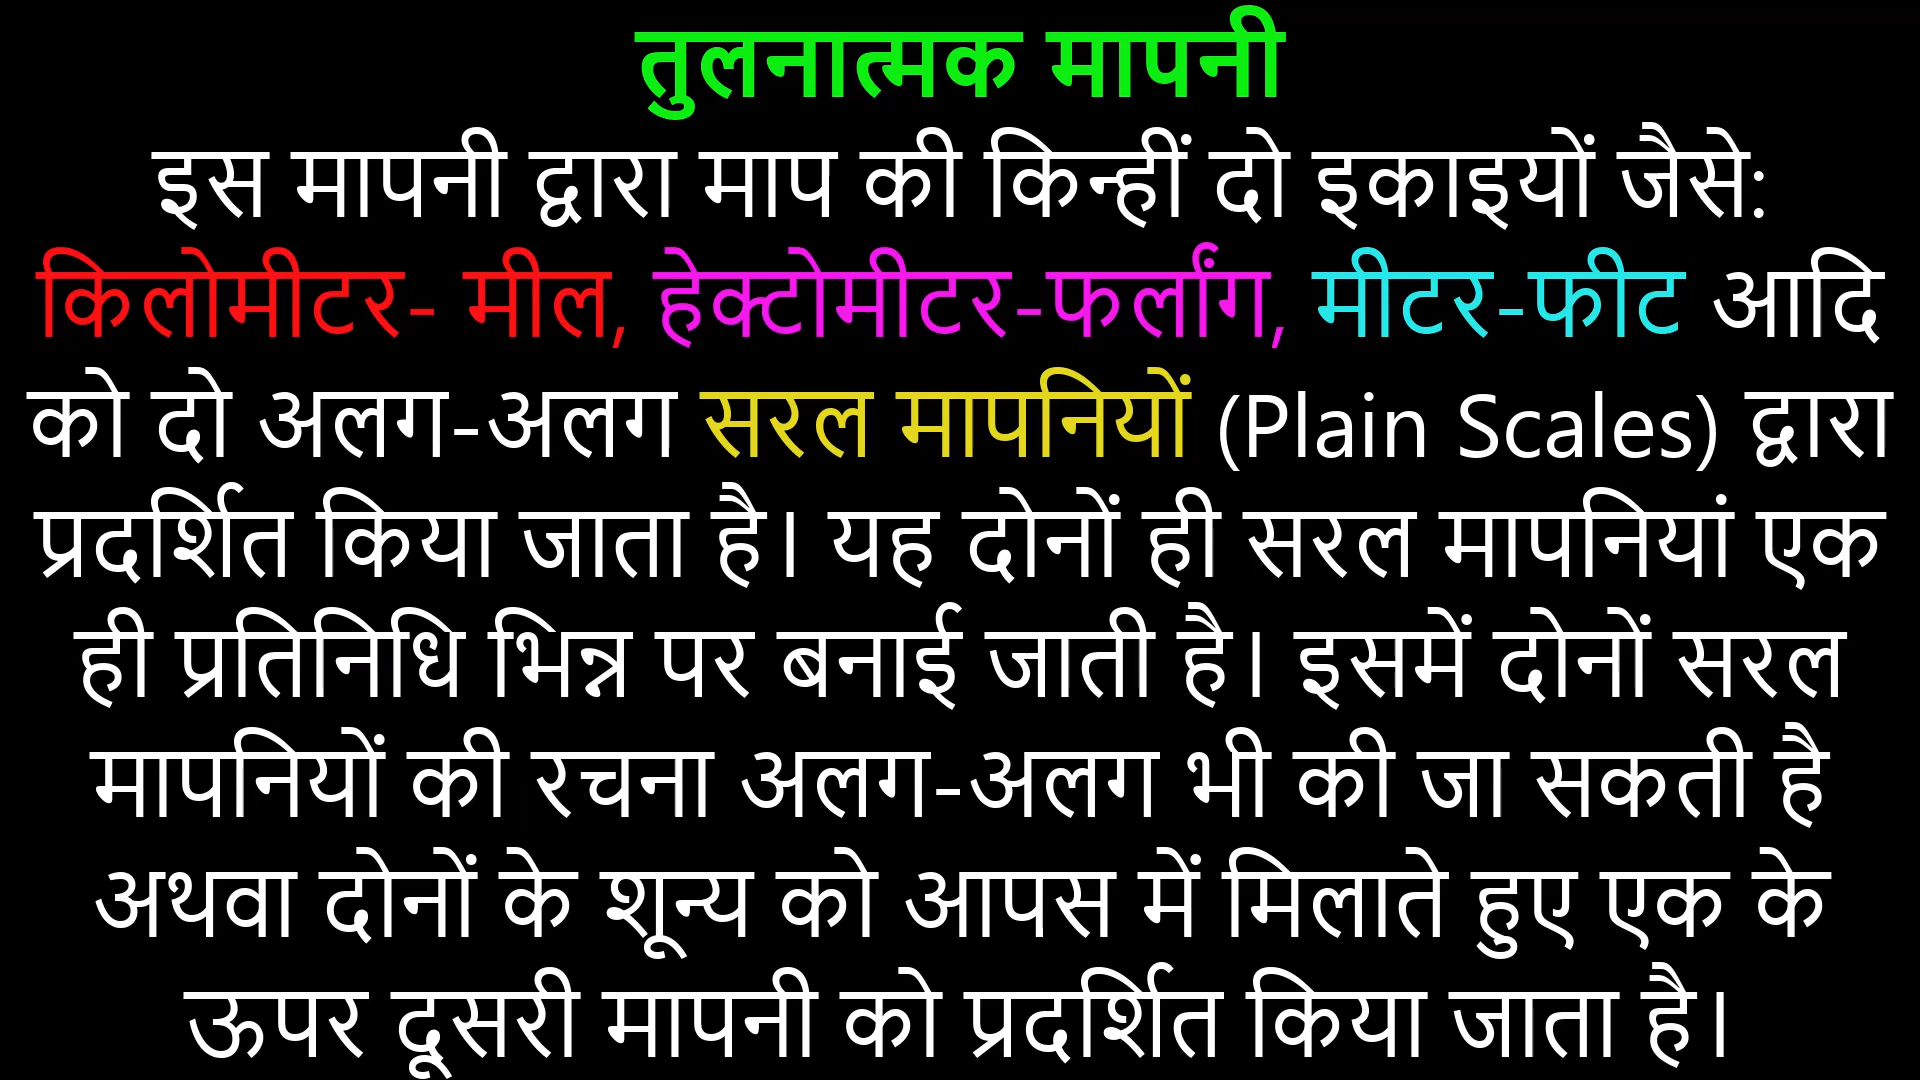 तुलनात्मक मापनी
इस मापनी द्वारा माप की किन्हीं दो इकाइयों जैसे:
किलोमीटर- मील, हेक्टोमीटर-फर्लांग, मीटर-फीट आदि
को दो अलग-अलग सरल मापनियों (Plain Scales) द्वारा
प्रदर्शित किया जाता है। यह दोनों ही सरल मापनियां एक
ही प्रतिनिधि भिन्न पर बनाई जाती है। इसमें दोनों सरल
मापनियों की रचना अलग-अलग भी की जा सकती है
अथवा दोनों के शून्य को आपस में मिलाते हुए एक के
ऊपर दूसरी मापनी को प्रदर्शित किया जाता है।